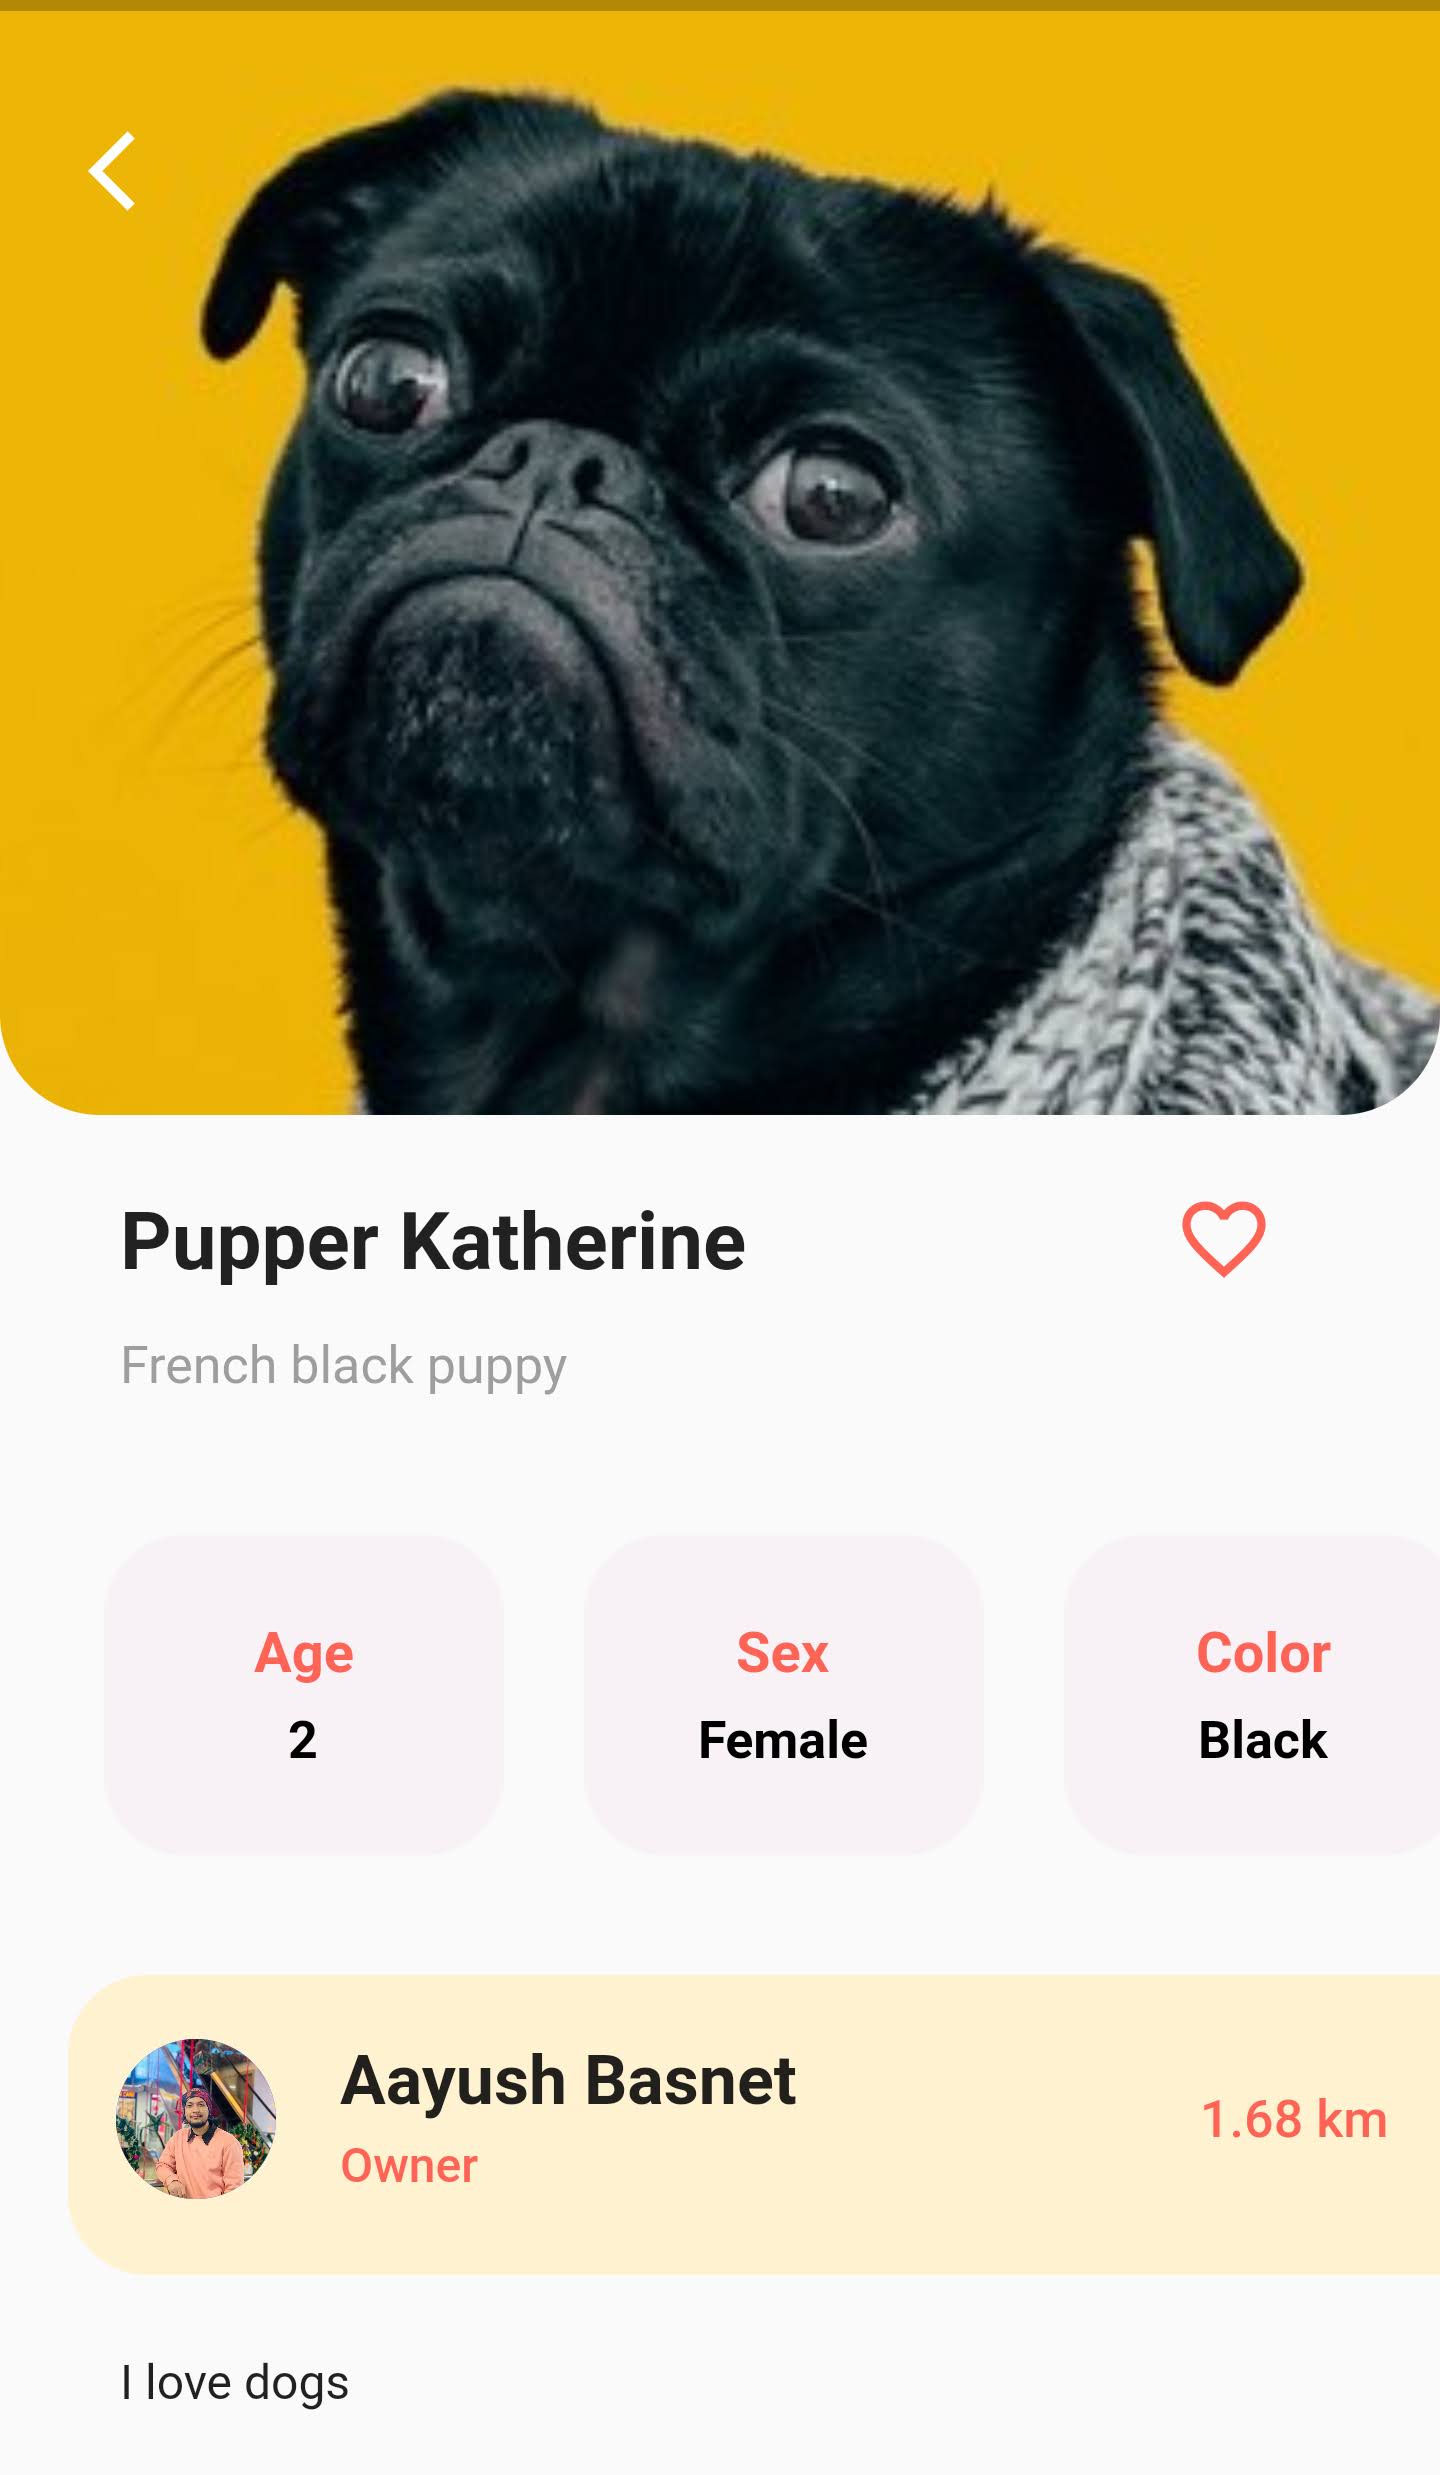 Pupper Katherine
French black puppy
Age
2
Sex
Female
Color
Black
Aayush Basnet
Owner
1.68 km
I love dogs